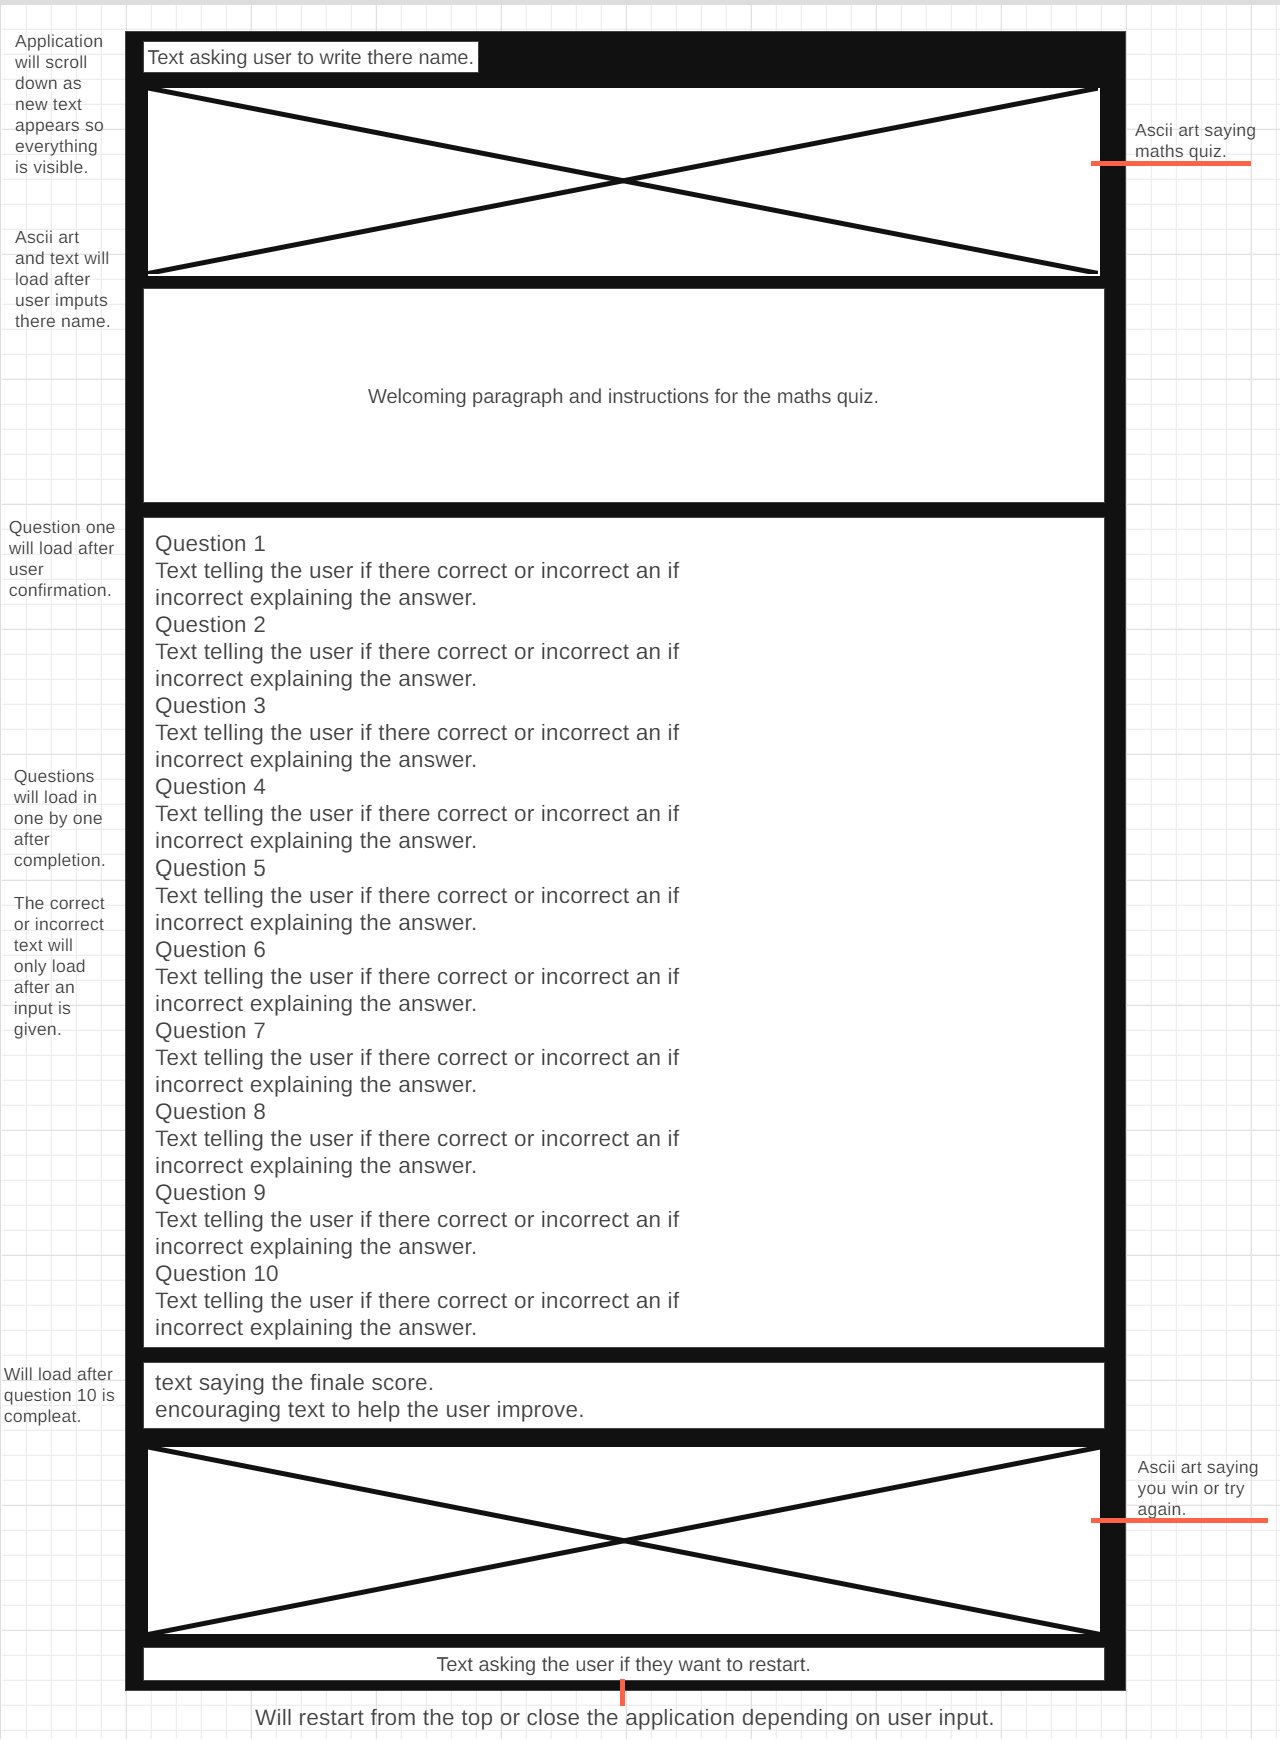 Application
will scroll
down as
new text
appears so
everything
is visible.
Ascii art
and text will
load after
user imputs
there name.
Question one
will load after
user
confirmation.
Questions
will load in
one by one
after
completion.
The correct
or incorrect
text will
only load
after an
input is
given.
Will load after
question 10 is
compleat.
Text asking user to write there name.
Ascii art saying
maths quiz.
Welcoming paragraph and instructions for the maths quiz.
Question 1
Text telling the user if there correct or incorrect an if
incorrect explaining the answer.
Question 2
Text telling the user if there correct or incorrect an if
incorrect explaining the answer.
Question 3
Text telling the user if there correct or incorrect an if
incorrect explaining the answer.
Question 4
Text telling the user if there correct or incorrect an if
incorrect explaining the answer.
Question 5
Text telling the user if there correct or incorrect an if
incorrect explaining the answer.
Question 6
Text telling the user if there correct or incorrect an if
incorrect explaining the answer.
Question 7
Text telling the user if there correct or incorrect an if
incorrect explaining the answer.
Question 8
Text telling the user if there correct or incorrect an if
incorrect explaining the answer.
Question 9
Text telling the user if there correct or incorrect an if
incorrect explaining the answer.
Question 10
Text telling the user if there correct or incorrect an if
incorrect explaining the answer.
text saying the finale score.
encouraging text to help the user improve.
Ascii art saying
you win or try
again.
Text asking the user if they want to restart.
Will restart from the top or close the application depending on user input.